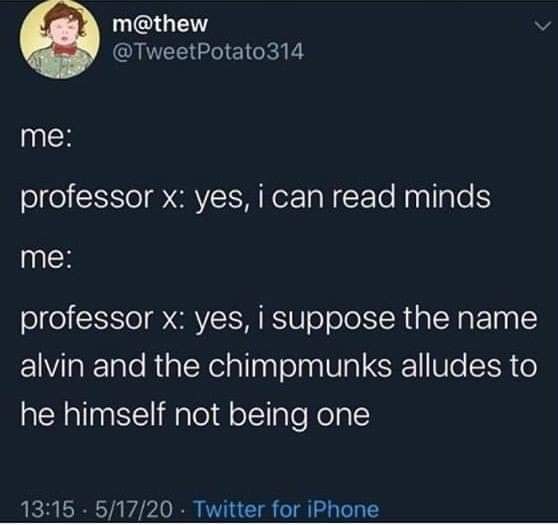 m@thew
@TweetPotato314
me:
professor x: yes, i can read minds
me:
professor x: yes, i suppose the name
alvin and the chimpmunks alludes to
he himself not being one
13:15 · 5/17/20 · Twitter for iPhone